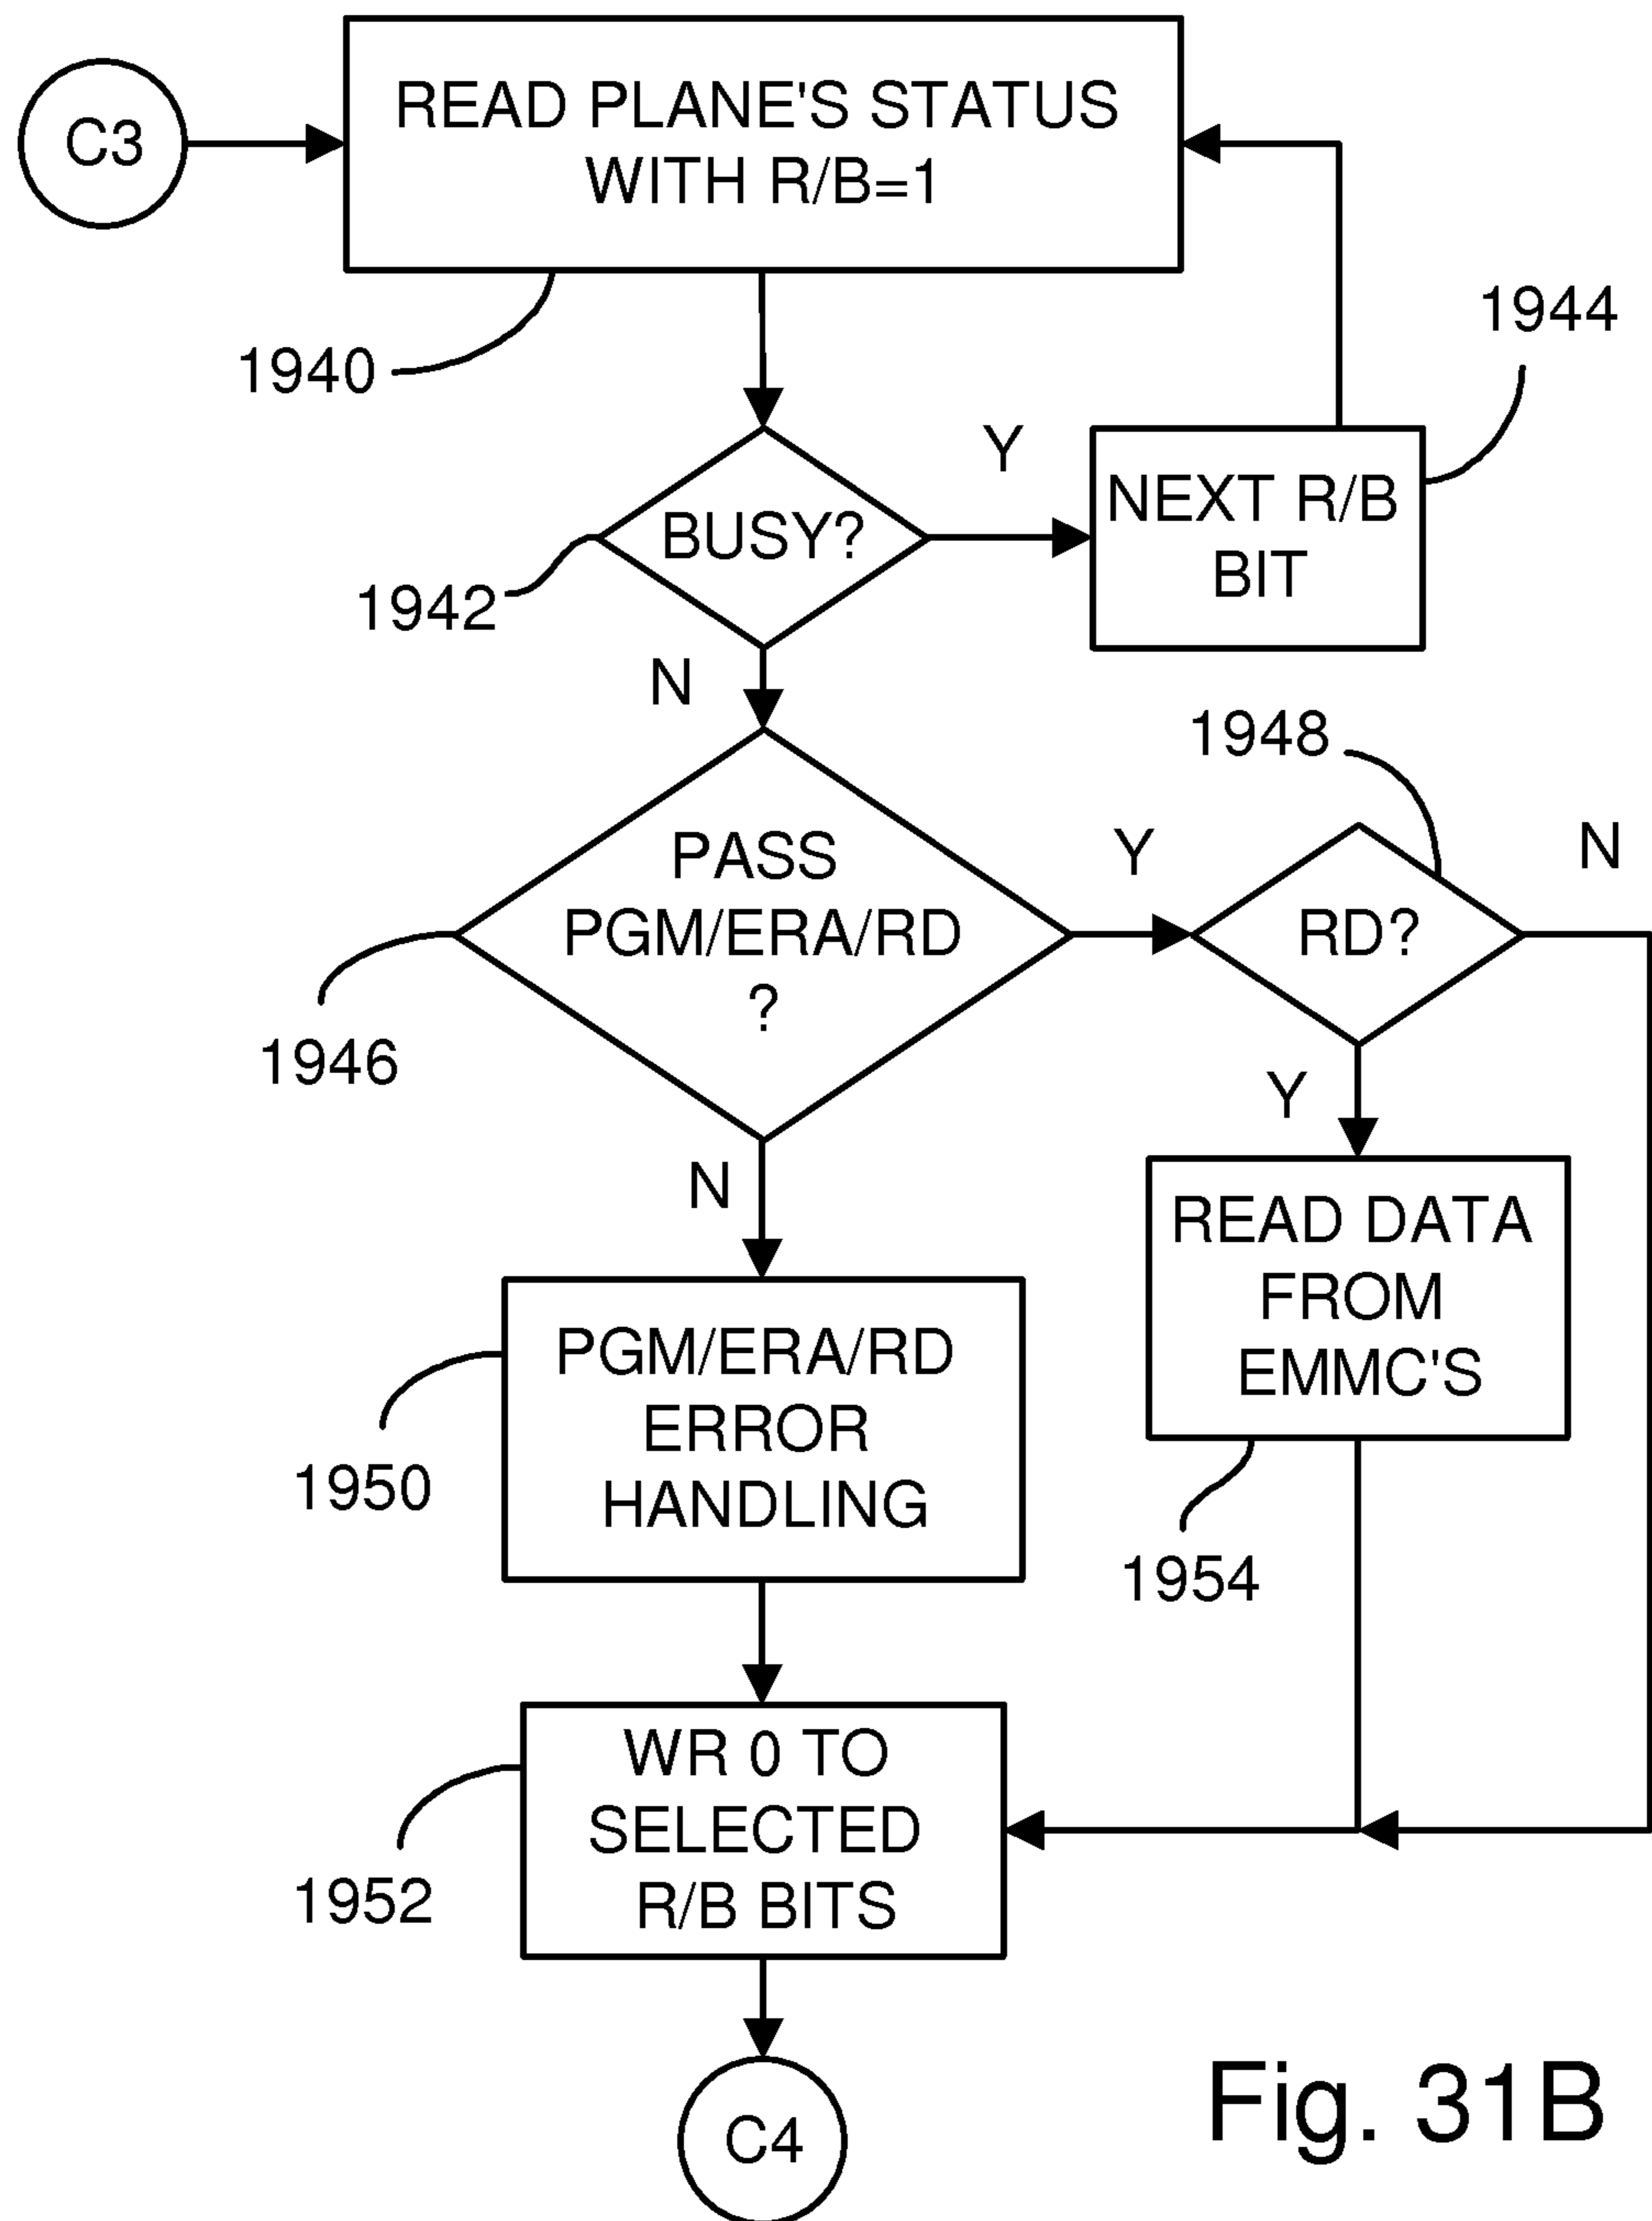 C3
READ PLANE'S STATUS
WITH R/B=1
1940
1944
BUSY?
Y
NEXT R/B
BIT
1942
N
1948
PASS
PGM/ERA/RD
?
Y
RD?
N
1946
Y
N
READ DATA
FROM
EMMC'S
PGM/ERA/RD
ERROR
HANDLING
1950
1954
WR 0 TO
SELECTED
R/B BITS
1952
C4
Fig. 31B